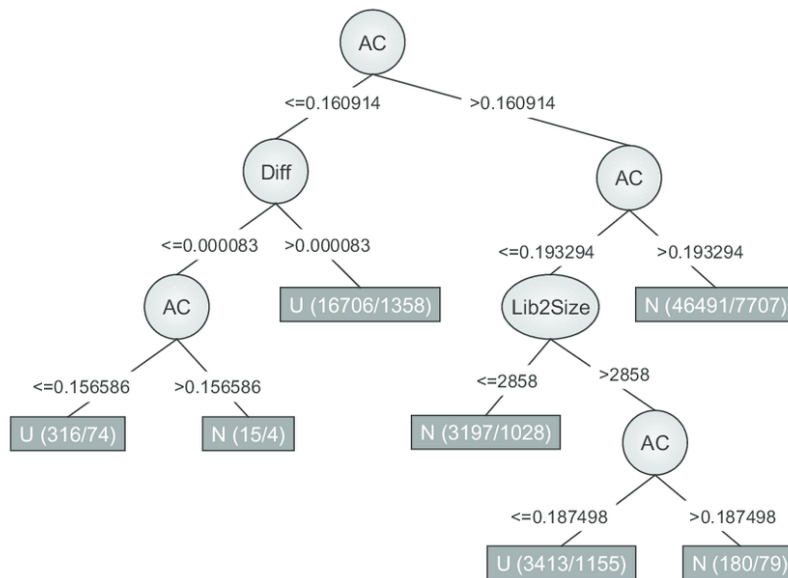 AC
<=0.160914
>0.160914
Diff
AC
<=0.000083
>0.000083
<=0.193294
>0.193294
AC
U (16706/1358)
Lib2Size
N (46491/7707)
<=0.156586
>0.156586
<=2858
>2858
U (316/74)
N (15/4)
N (3197/1028)
AC
<=0.187498
>0.187498
U (3413/1155)
N (180/79)